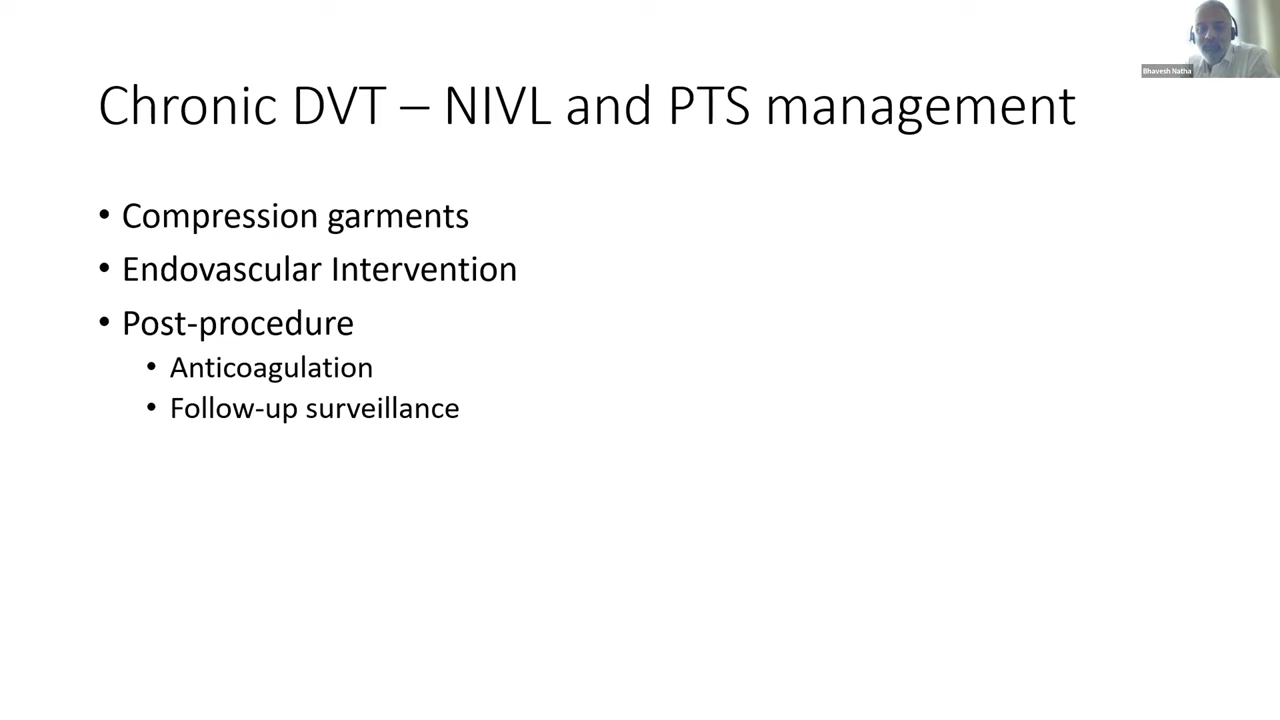 Bhavesh Natha
Chronic DVT – NIVL and PTS management
• Compression garments
• Endovascular Intervention
• Post-procedure
• Anticoagulation
• Follow-up surveillance